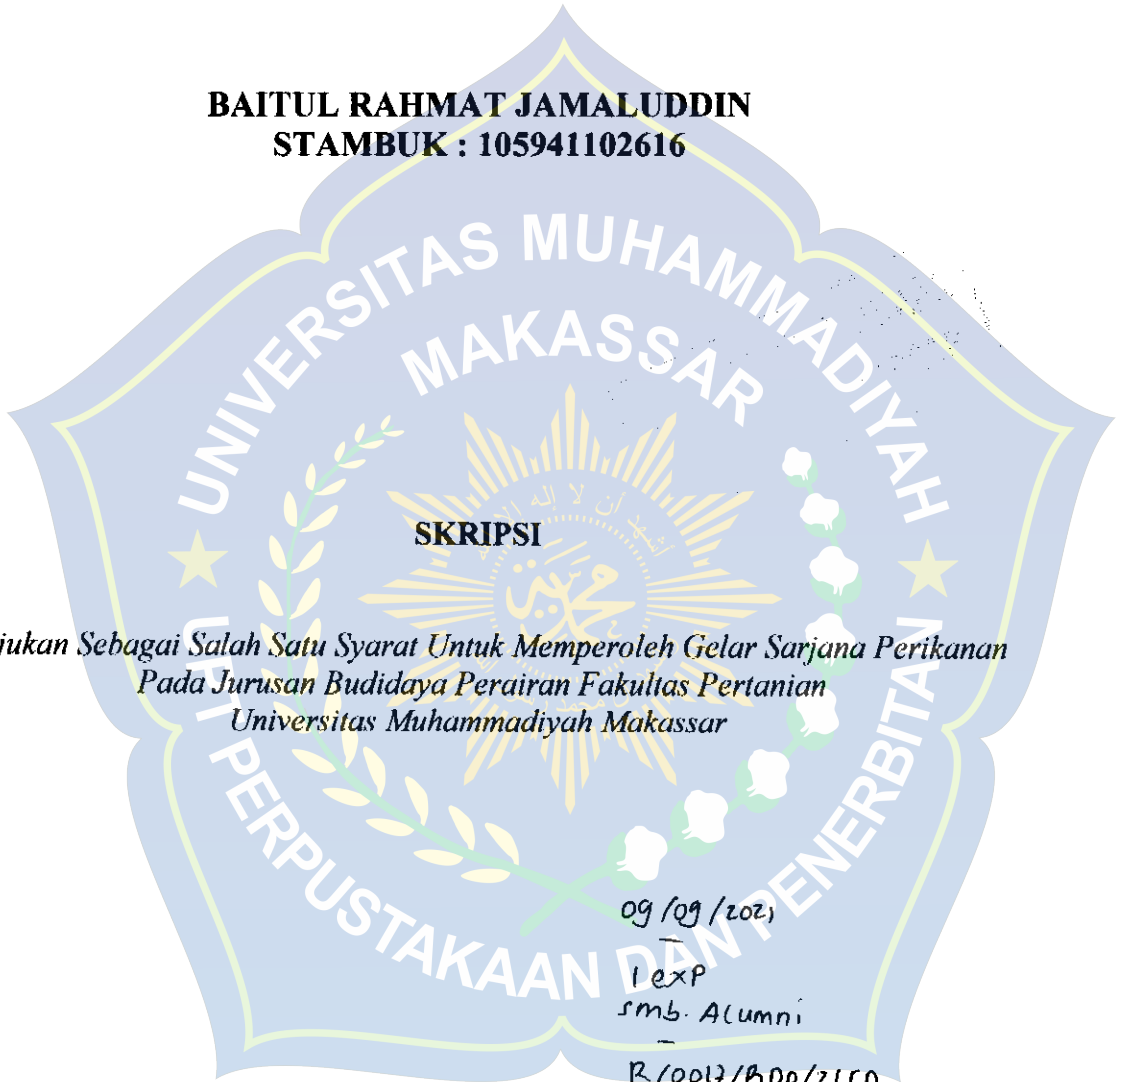 BAITUL RAHMAT JAMALUDDIN
STAMBUK : 105941102616
UNIVERSITAS MUHAMMADIYAH
MAKASSAR
SKRIPSI
jukan Sebagai Salah Satu Syarat Untuk Memperoleh Gelar Sarjana Perikanan
Pada Jurusan Budidaya Perairan Fakultas Pertanian
Universitas Muhammadiyah Makassar
UPT PERPUSTAKAAN DAN PENERBITAN
09/09/2021
1 exp
smb. Alumni